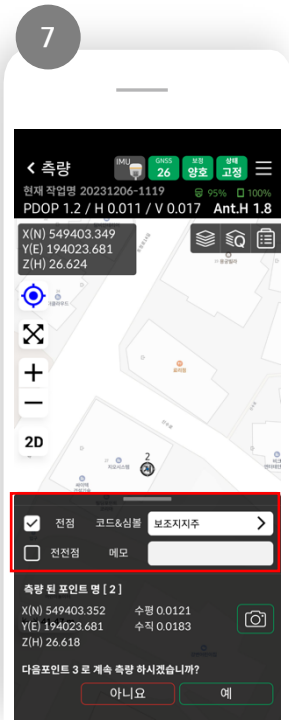 7
< 측량
IMU
GNSS 26
보정 양호
상태 고정
현재 작업명 20231206-1119
95% 100%
PDOP 1.2 / H 0.011 / V 0.017 Ant.H 1.8
X(N) 549403.349
Y(E) 194023.681
Z(H) 26.624
2D
2
전점 코드&심볼 보조지지주 >
전전점 메모
측량 된 포인트 명 [ 2 ]
X(N) 549403.352 수평 0.0121
Y(E) 194023.681 수직 0.0183
Z(H) 26.618
다음포인트 3 로 계속 측량 하시겠습니까?
아니요 예